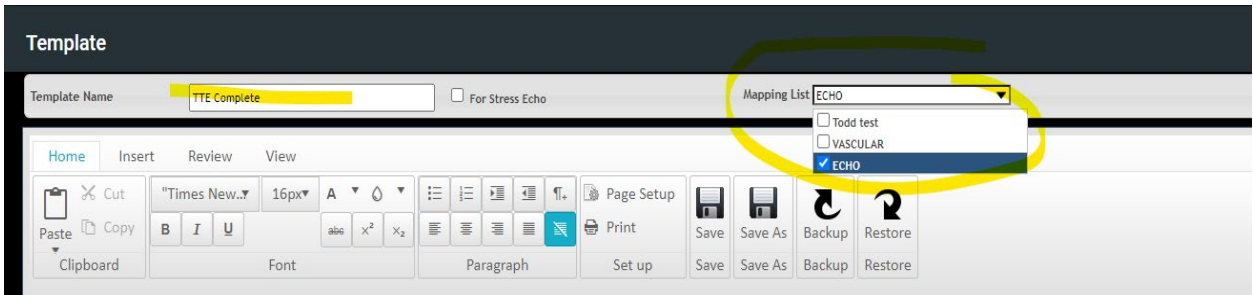 Template
Template Name TTE Complete For Stress Echo Mapping List ECHO
Todd test
VASCULAR
ECHO
Home Insert Review View
Cut "Times New.. 16px A Page Setup
Paste Copy B I U abc x² x₂ Print Save Save As Backup Restore
Clipboard Font Paragraph Set up Save Save As Backup Restore